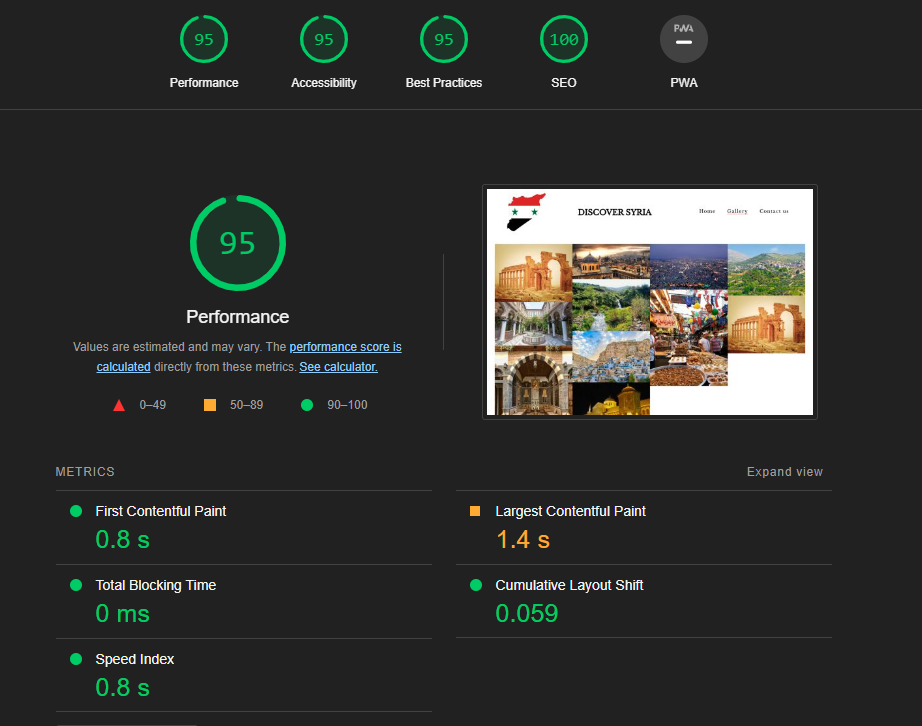 95 95 95 100 PWA
Performance Accessibility Best Practices SEO PWA
95
Performance
Values are estimated and may vary. The performance score is
calculated directly from these metrics. See calculator.
0–49 50–89 90–100
DISCOVER SYRIA Home Gallery Contact us
METRICS Expand view
First Contentful Paint
0.8 s
Largest Contentful Paint
1.4 s
Total Blocking Time
0 ms
Cumulative Layout Shift
0.059
Speed Index
0.8 s